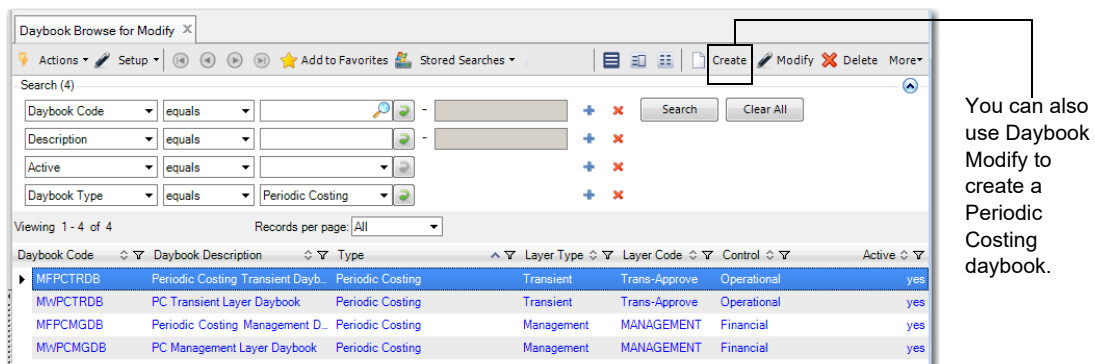 Daybook Browse for Modify
Actions Setup Add to Favorites Stored Searches Create Modify Delete More
Search (4)
Daybook Code equals - Search Clear All
Description equals -
Active equals
Daybook Type equals Periodic Costing
Viewing 1 - 4 of 4 Records per page: All
Daybook Code Daybook Description Type Layer Type Layer Code Control Active
MFPCTRDB Periodic Costing Transient Dayb... Periodic Costing Transient Trans-Approve Operational yes
MWPCTRDB PC Transient Layer Daybook Periodic Costing Transient Trans-Approve Operational yes
MFPCMGDB Periodic Costing Management D... Periodic Costing Management MANAGEMENT Financial yes
MWPCMGDB PC Management Layer Daybook Periodic Costing Management MANAGEMENT Financial yes
You can also
use Daybook
Modify to
create a
Periodic
Costing
daybook.